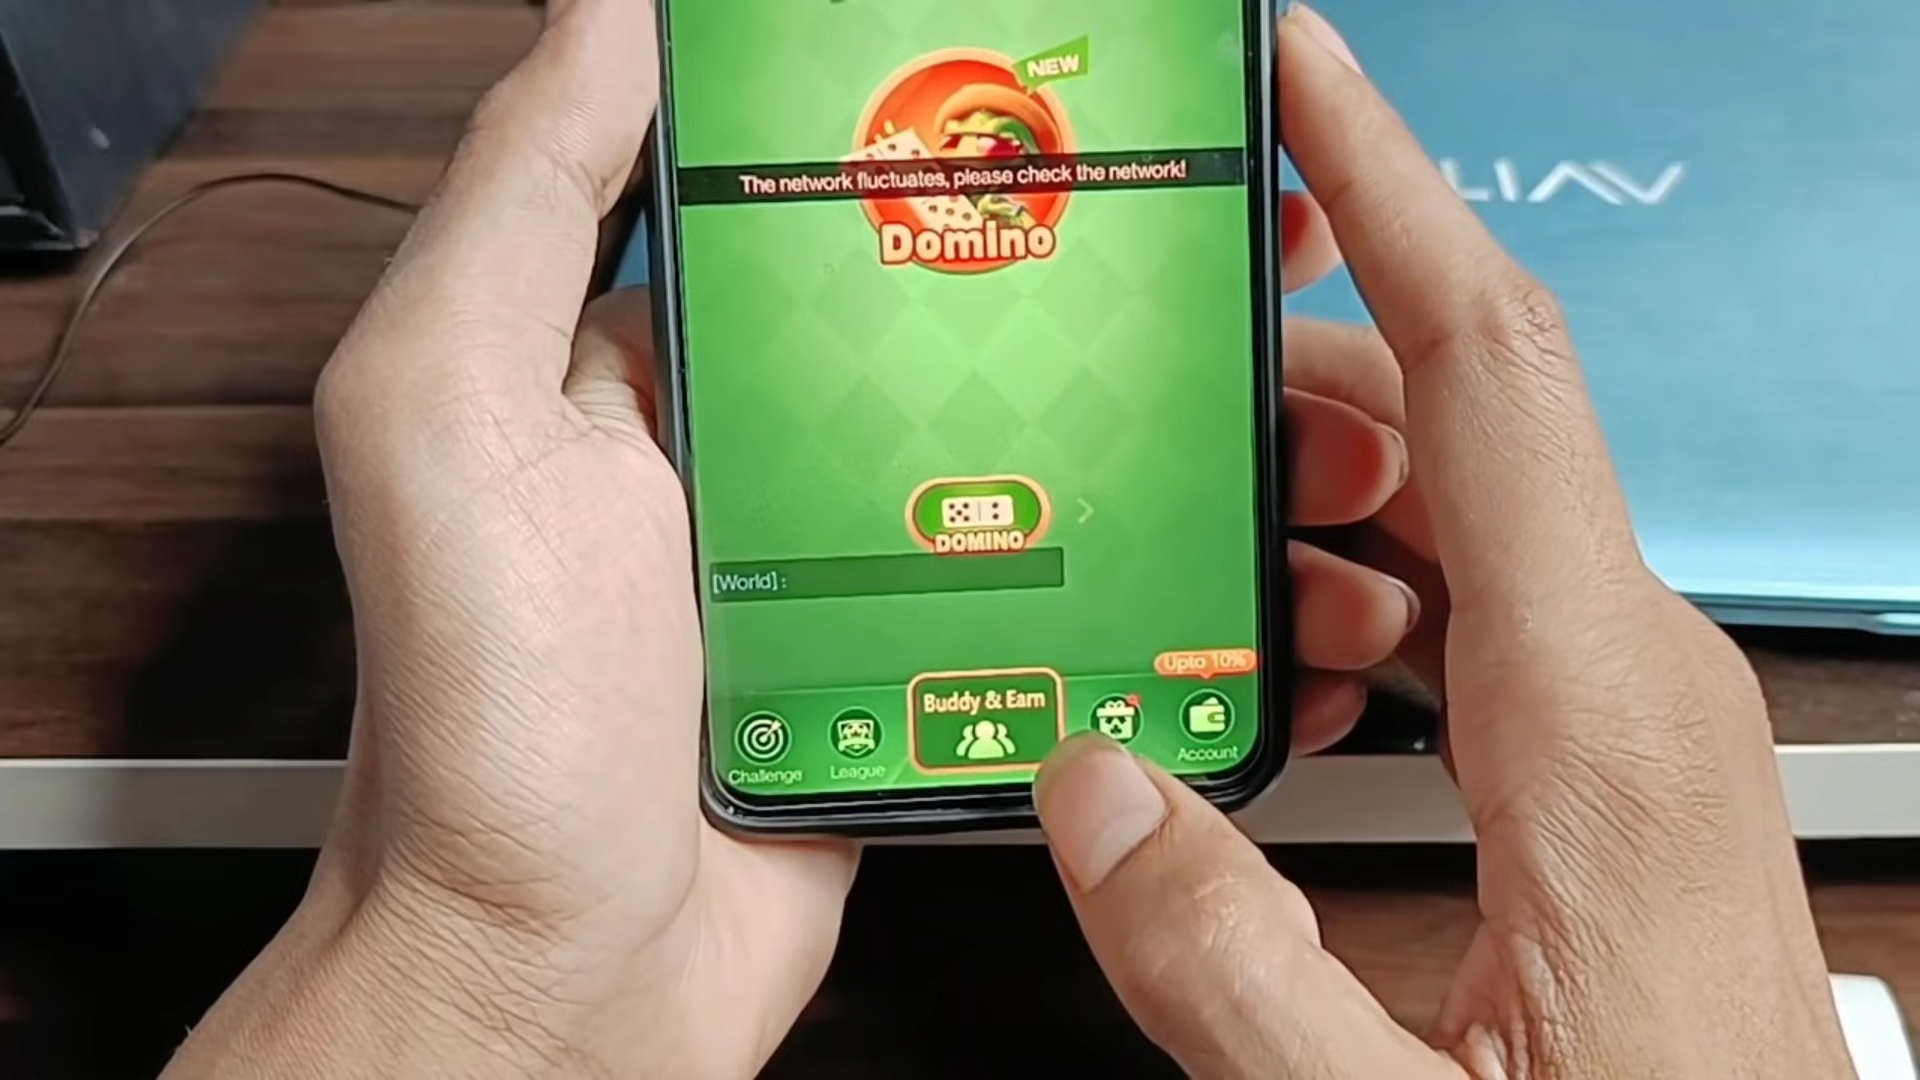 NEW
The network fluctuates, please check the network!
Domino
DOMINO
[World] :
Upto 10%
Buddy & Earn
Challenge
League
Account